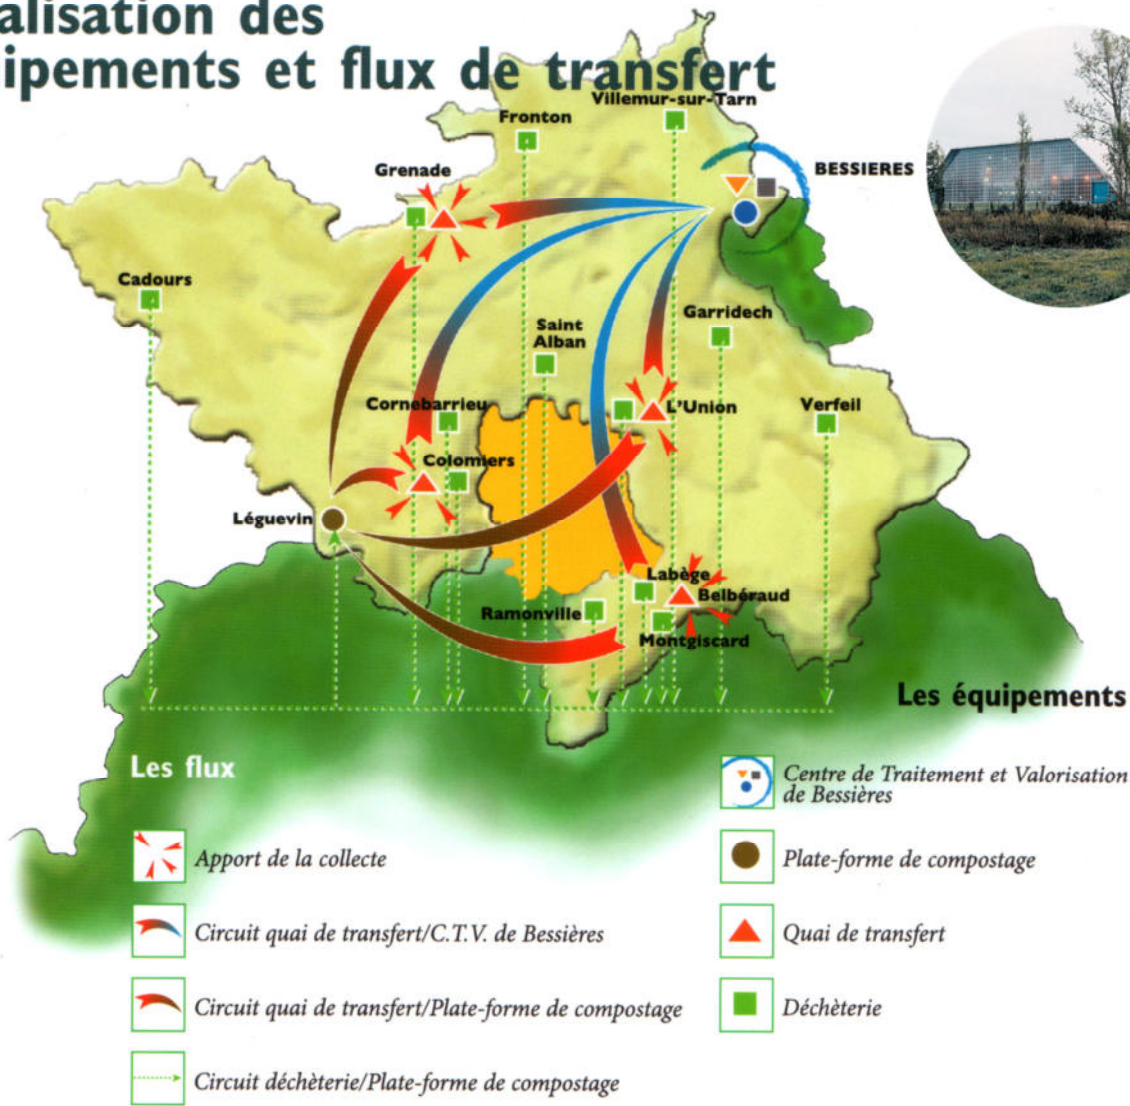 alisation des
ipements et flux de transfert
Villemur-sur-Tarn
Fronton
BESSIERES
Grenade
Cadours
Garridech
Saint
Alban
Cornebarrieu
L'Union
Verfeil
Colomiers
Léguevin
Labège
Belbéraud
Ramonville
Montgiscard
Les équipements
Les flux
Centre de Traitement et Valorisation
de Bessières
Apport de la collecte
Plate-forme de compostage
Circuit quai de transfert/C.T.V. de Bessières
Quai de transfert
Circuit quai de transfert/Plate-forme de compostage
Déchèterie
Circuit déchèterie/Plate-forme de compostage